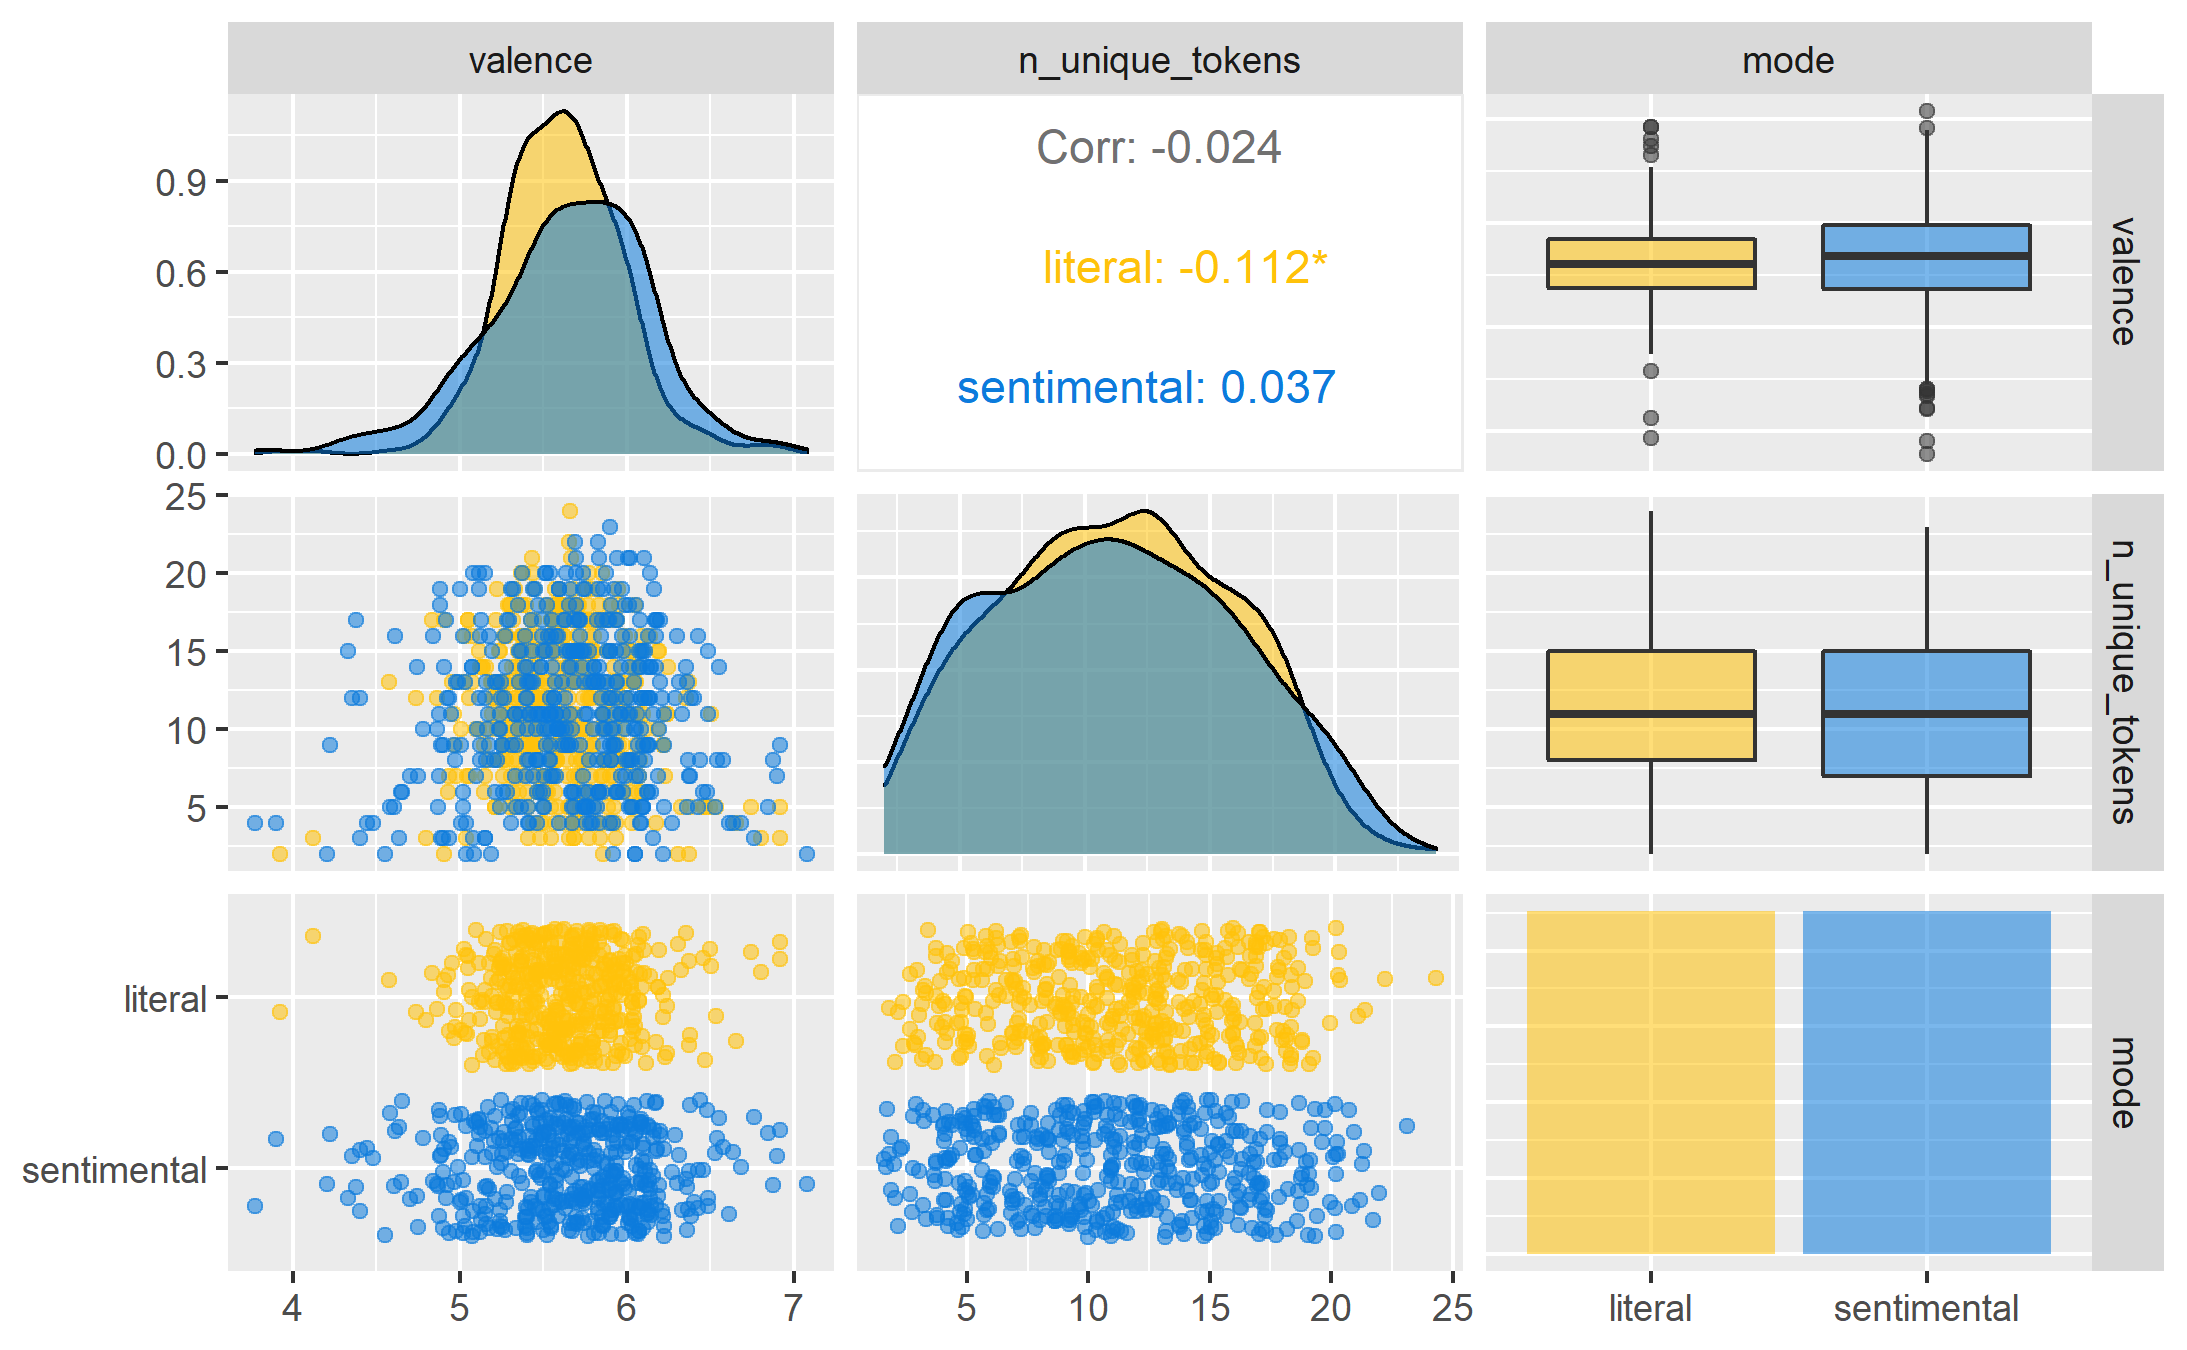 valence
n_unique_tokens
mode
0.9
0.6
0.3
0.0
Corr: -0.024
literal: -0.112*
sentimental: 0.037
valence
25
20
15
10
5
n_unique_tokens
literal
sentimental
mode
4 5 6 7
5 10 15 20 25
literal sentimental